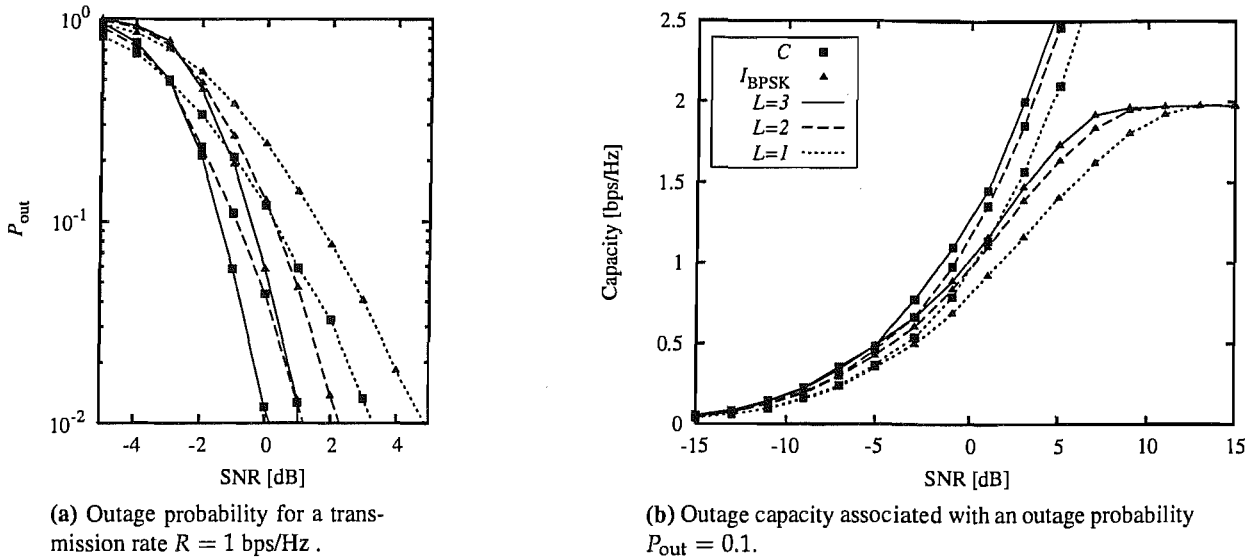 10^0
10^-1
10^-2
P_out
-4
-2
0
2
4
SNR [dB]
(a) Outage probability for a trans-
mission rate R = 1 bps/Hz .
2.5
2
1.5
1
0.5
0
Capacity [bps/Hz]
C
I_BPSK
L=3
L=2
L=1
-15
-10
-5
0
5
10
15
SNR [dB]
(b) Outage capacity associated with an outage probability
P_out = 0.1.